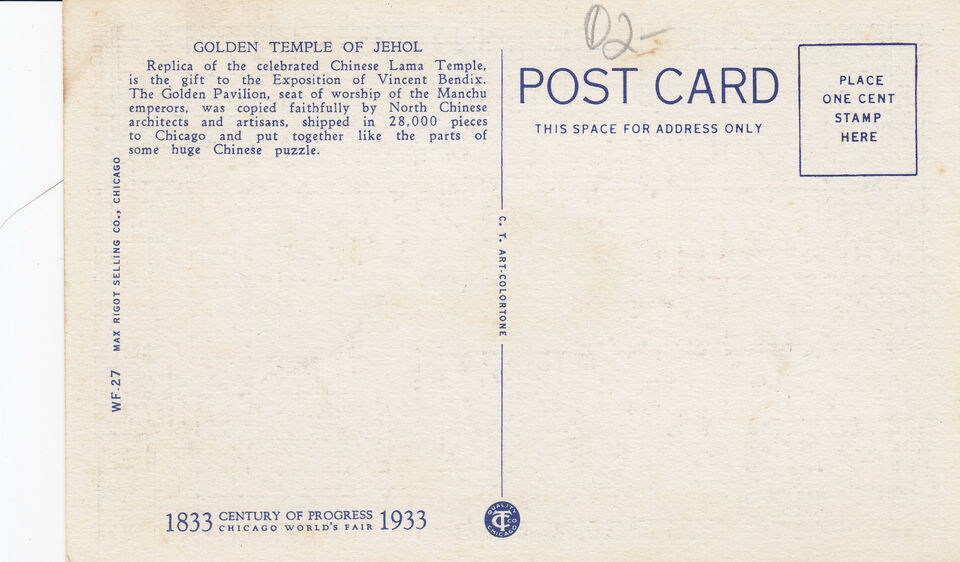 GOLDEN TEMPLE OF JEHOL
Replica of the celebrated Chinese Lama Temple,
is the gift to the Exposition of Vincent Bendix.
The Golden Pavilion, seat of worship of the Manchu
emperors, was copied faithfully by North Chinese
architects and artisans, shipped in 28,000 pieces
to Chicago and put together like the parts of
some huge Chinese puzzle.
WF-27 MAX RIGOT SELLING CO., CHICAGO
1833 CENTURY OF PROGRESS 1933
CHICAGO WORLD'S FAIR
C. T. ART-COLORTONE
QUALITY
CT CO
CHICAGO
D2-
POST CARD
THIS SPACE FOR ADDRESS ONLY
PLACE
ONE CENT
STAMP
HERE